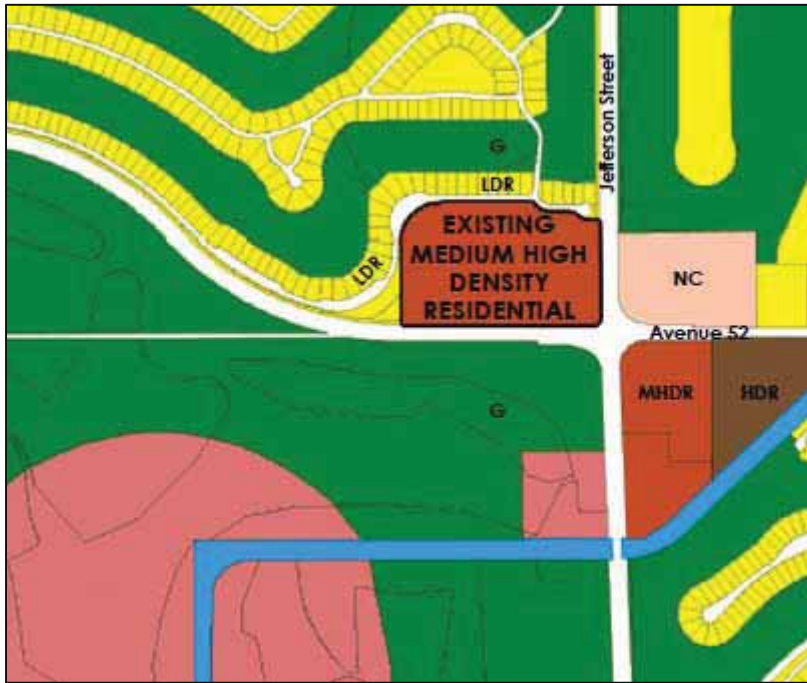 Jefferson Street
G
LDR
EXISTING
MEDIUM HIGH
DENSITY
RESIDENTIAL
LDR
NC
Avenue 52
MHDR
HDR
G